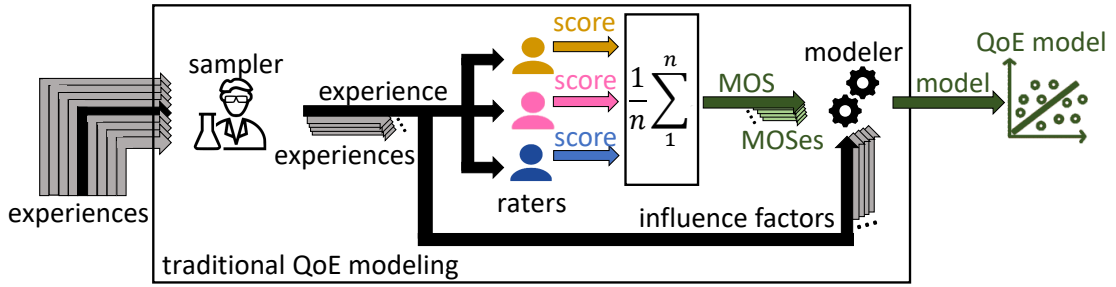 experiences
sampler
experience
experiences
score
score
score
raters
1
n
n
∑
1
MOS
MOSes
influence factors
modeler
model
QoE model
traditional QoE modeling